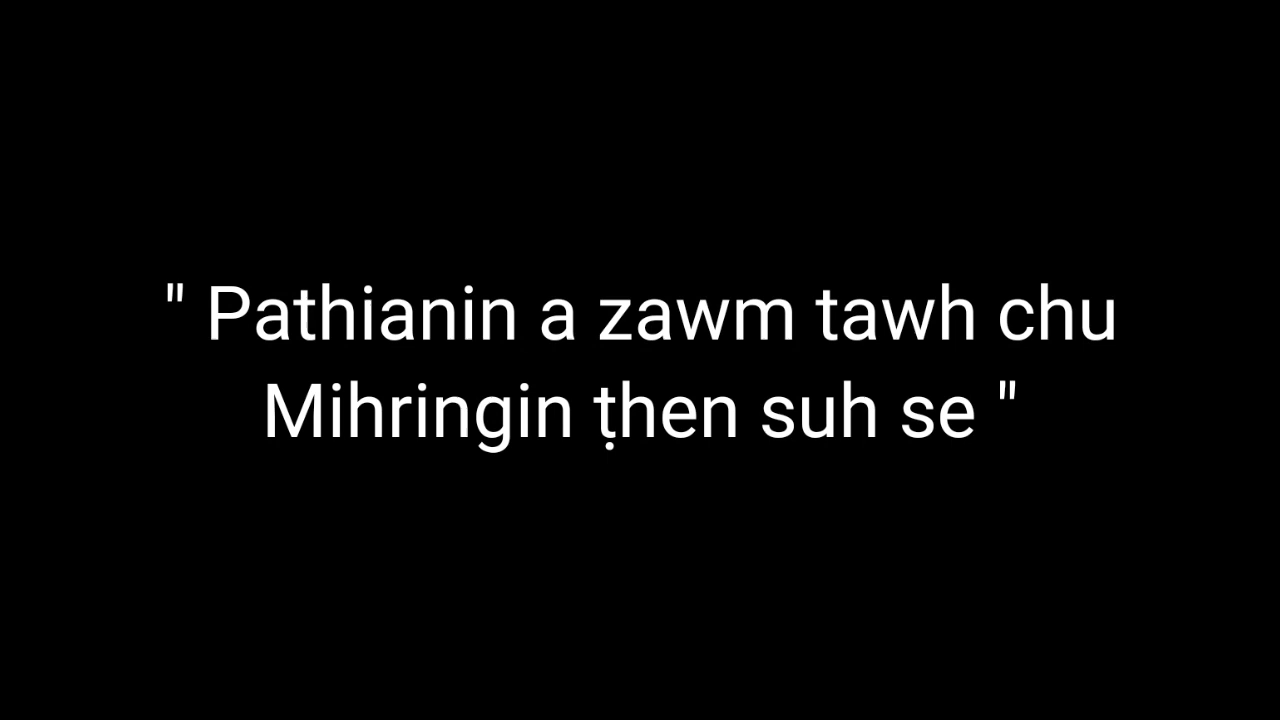 " Pathianin a zawm tawh chu
Mihringin ṭhen suh se "